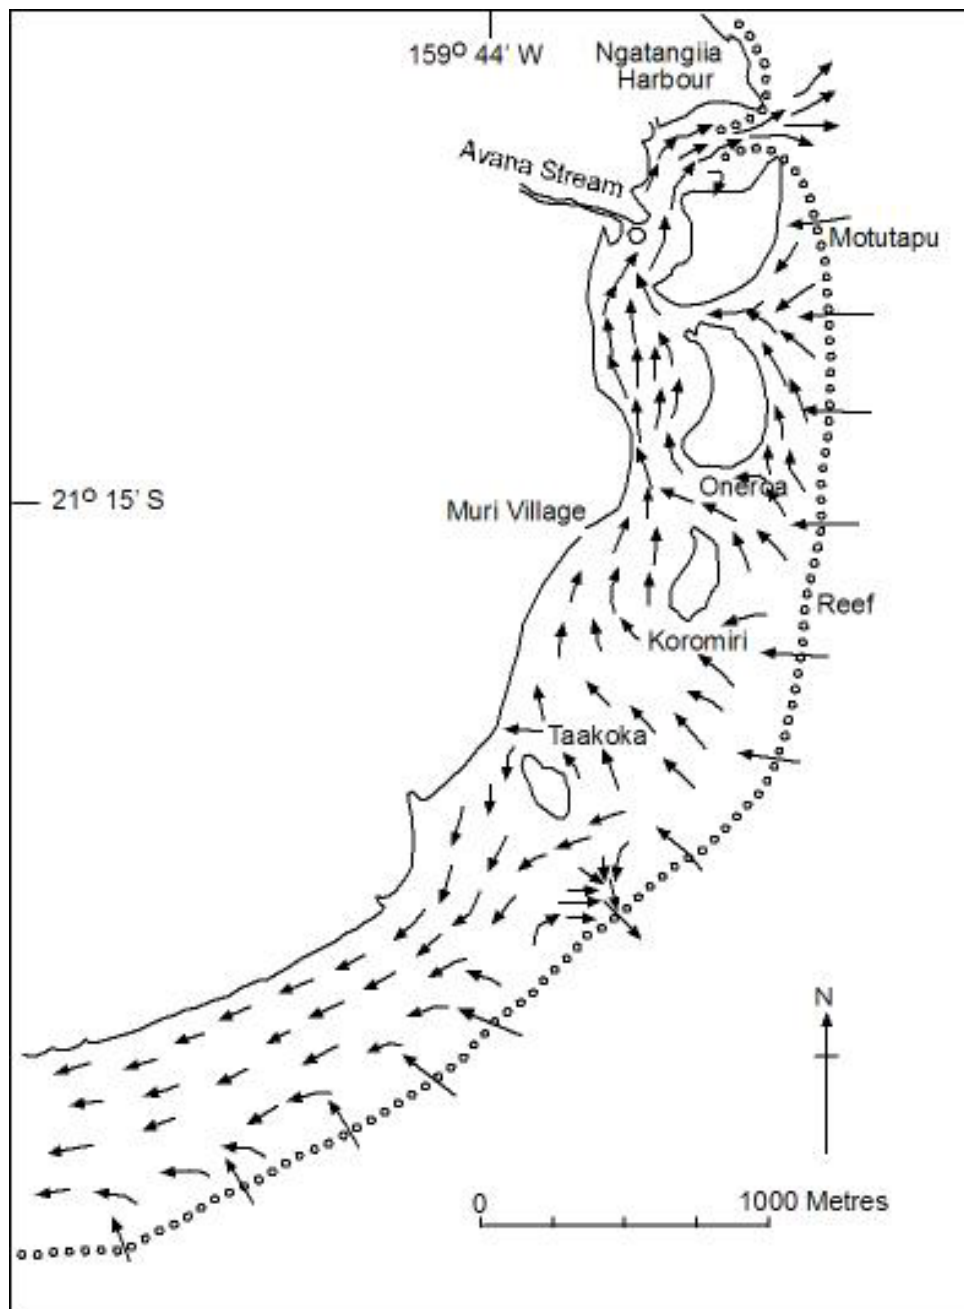 159° 44' W
Ngatangiia
Harbour
Avana Stream
Motutapu
21° 15' S
Oneroa
Muri Village
Reef
Koromiri
Taakoka
N
0
1000 Metres